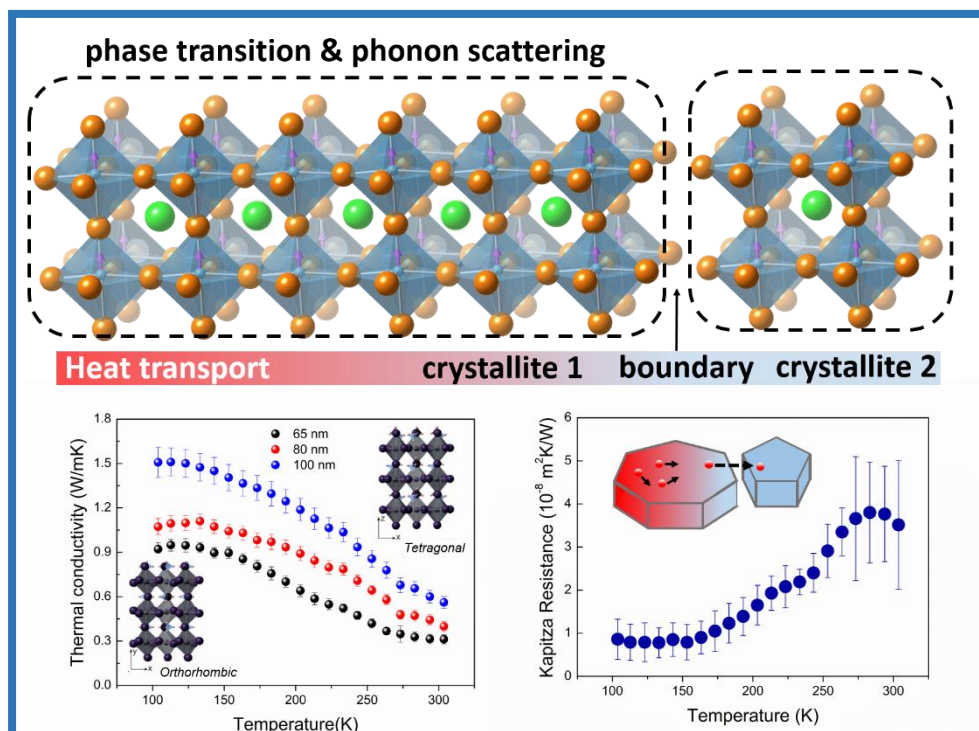 phase transition & phonon scattering
Heat transport crystallite 1 boundary crystallite 2
Thermal conductivity (W/mK)
1.8
1.5
1.2
0.9
0.6
0.3
0.0
65 nm
80 nm
100 nm
z
x
Tetragonal
y
x
Orthorhombic
100 150 200 250 300
Temperature(K)
Kapitza Resistance (10⁻⁸ m²K/W)
6
5
4
3
2
1
0
100 150 200 250 300
Temperature (K)